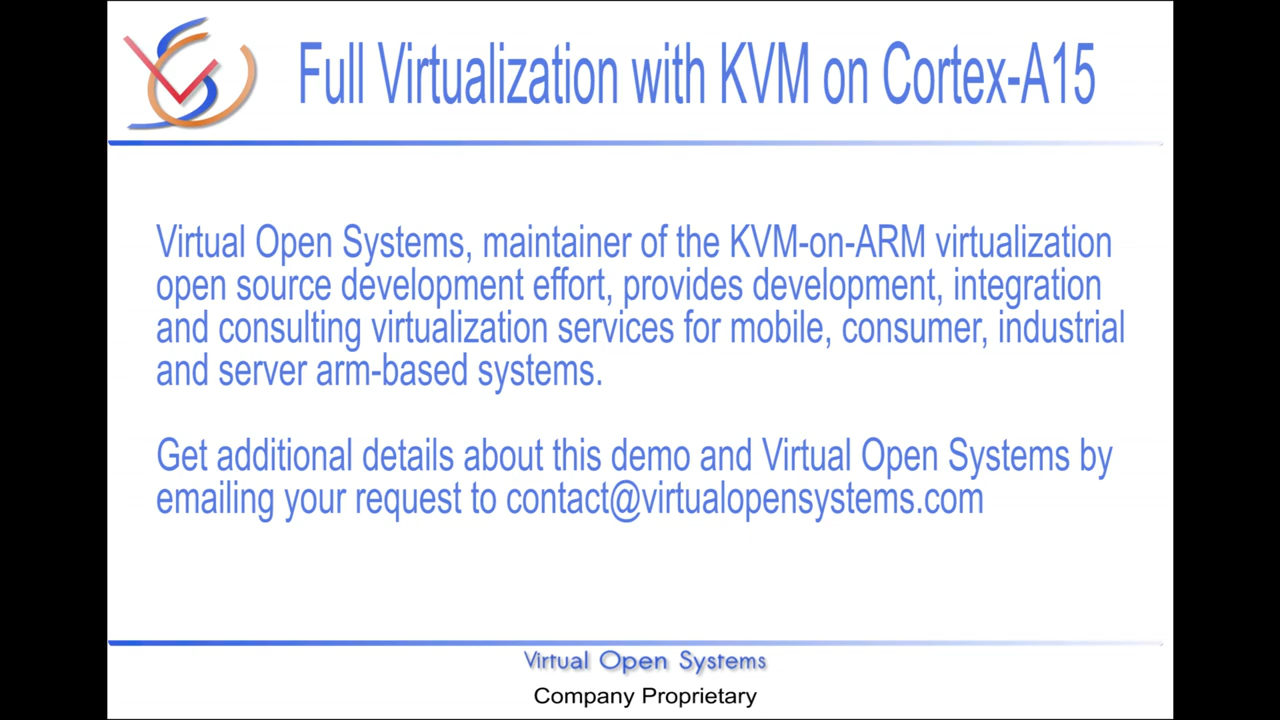 Full Virtualization with KVM on Cortex-A15
Virtual Open Systems, maintainer of the KVM-on-ARM virtualization
open source development effort, provides development, integration
and consulting virtualization services for mobile, consumer, industrial
and server arm-based systems.
Get additional details about this demo and Virtual Open Systems by
emailing your request to contact@virtualopensystems.com
Virtual Open Systems
Company Proprietary